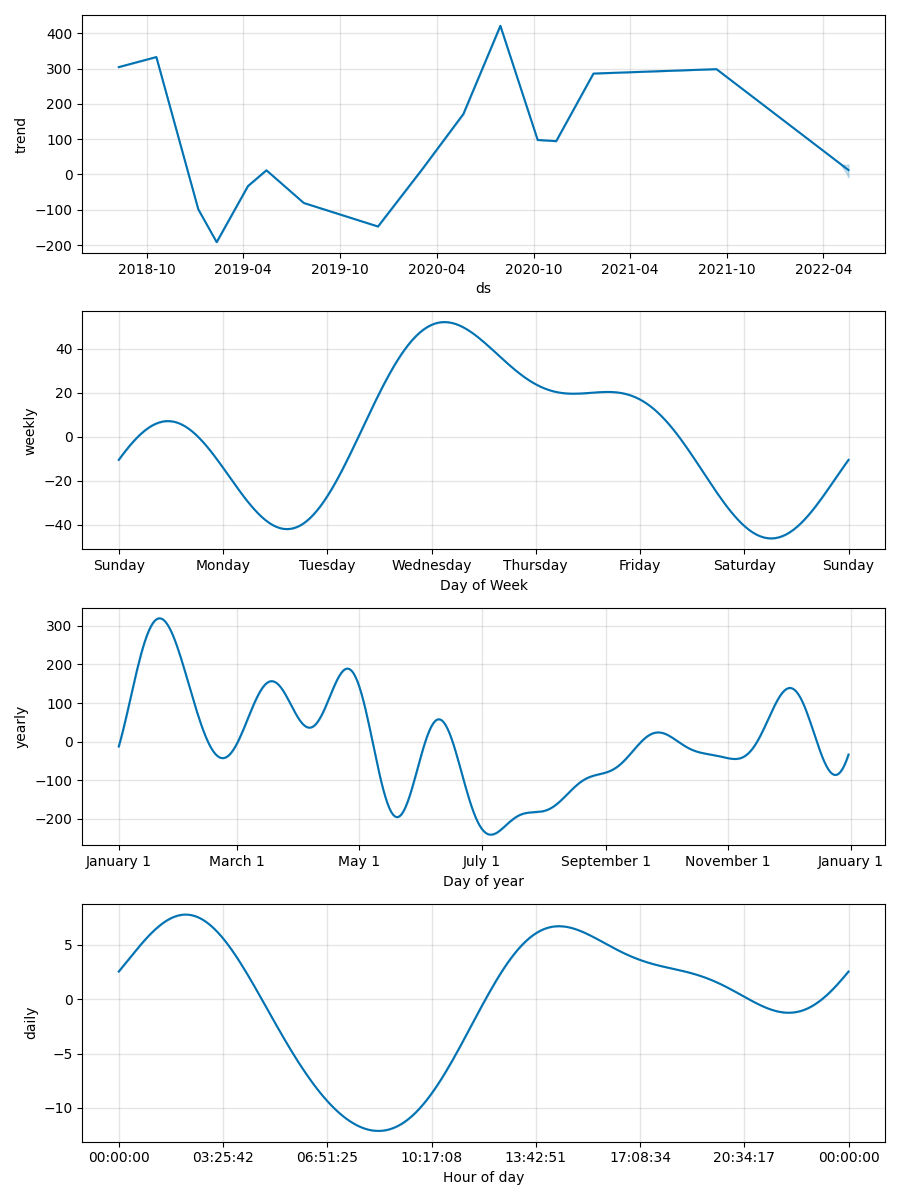 400
300
200
100
0
−100
−200
trend
2018-10 2019-04 2019-10 2020-04 2020-10 2021-04 2021-10 2022-04
ds
40
20
0
−20
−40
weekly
Sunday Monday Tuesday Wednesday Thursday Friday Saturday Sunday
Day of Week
300
200
100
0
−100
−200
yearly
January 1 March 1 May 1 July 1 September 1 November 1 January 1
Day of year
5
0
−5
−10
daily
00:00:00 03:25:42 06:51:25 10:17:08 13:42:51 17:08:34 20:34:17 00:00:00
Hour of day